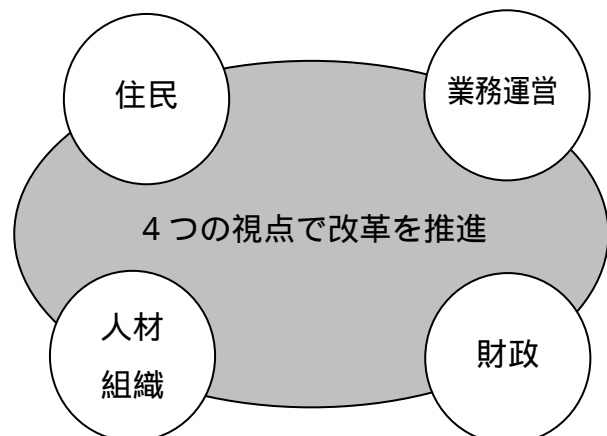 住民
業務運営
４つの視点で改革を推進
人材
組織
財政